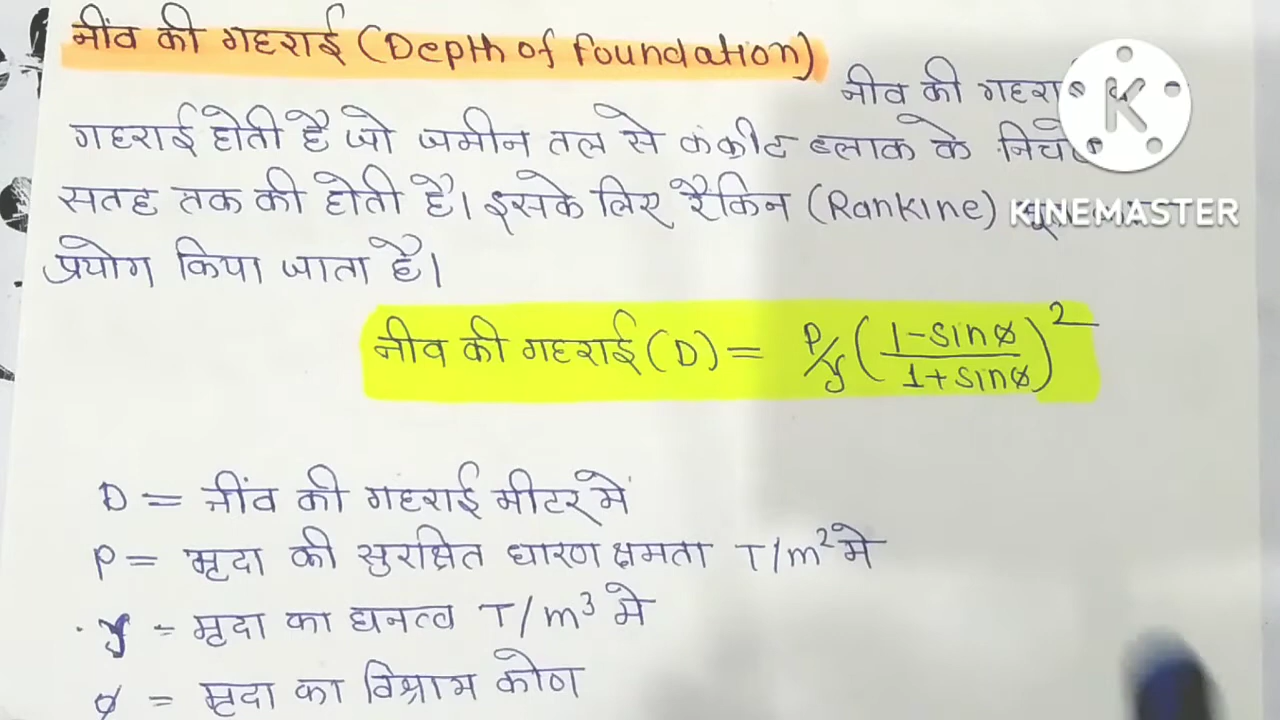 नींव की गहराई (Depth of foundation)
नीव की
गहराई होती है जो जमीन तल से कंक्रीट ब्लाक के
सतह तक की होती है। इसके लिए रैंकिन (Rankine)
प्रयोग किया जाता है।
नीव की गहराई (D) = P/γ ((1-sinϕ)/(1+sinϕ))²
D = नींव की गहराई मीटर में
P = मृदा की सुरक्षित धारण क्षमता T/m² मे
γ = मृदा का घनत्व T/m³ मे
ϕ = मृदा का विश्राम कोण
K
KINEMASTER